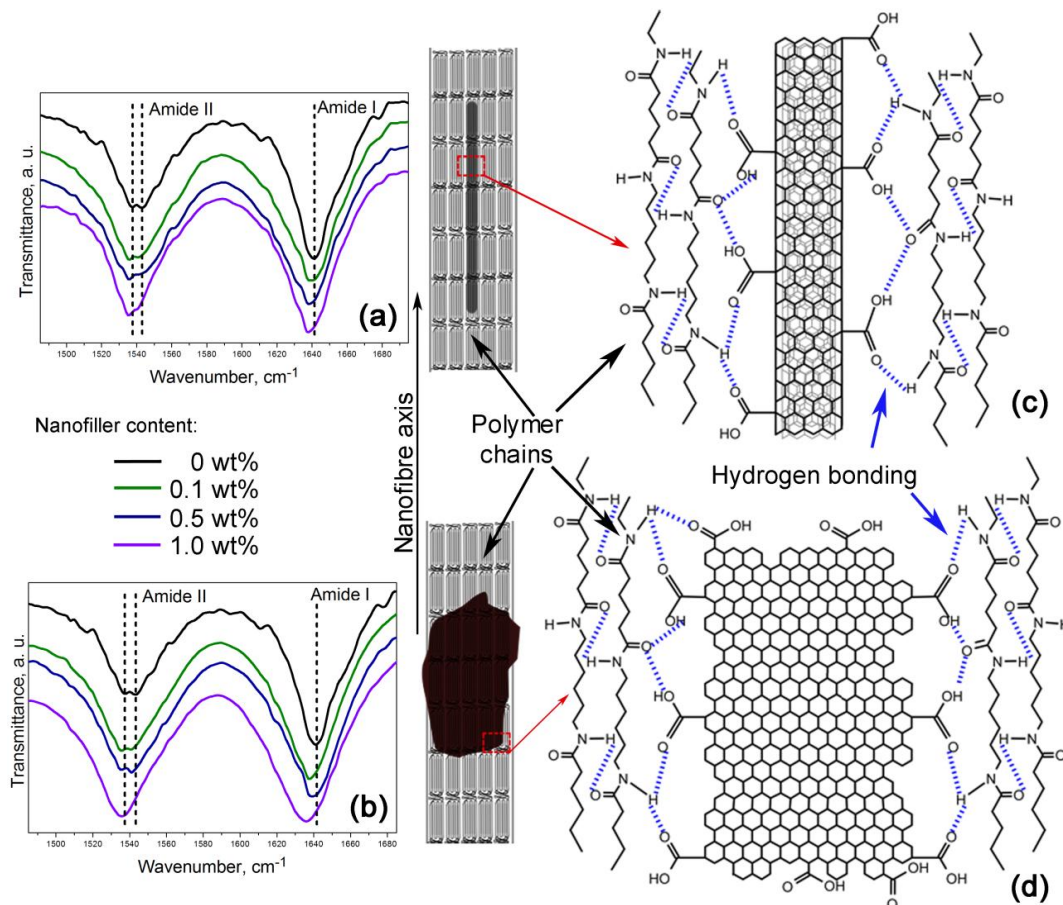 Amide II
Amide I
Transmittance, a. u.
(a)
1500 1520 1540 1560 1580 1600 1620 1640 1660 1680
Wavenumber, cm-1
Nanofiller content:
0 wt%
0.1 wt%
0.5 wt%
1.0 wt%
Amide II
Amide I
Transmittance, a. u.
(b)
1500 1520 1540 1560 1580 1600 1620 1640 1660 1680
Wavenumber, cm-1
Nanofibre axis
Polymer
chains
(c)
Hydrogen bonding
(d)